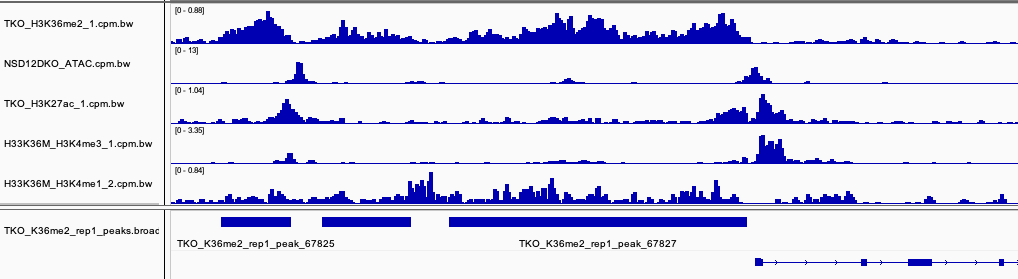 [0 - 0.88]
TKO_H3K36me2_1.cpm.bw
[0 - 13]
NSD12DKO_ATAC.cpm.bw
[0 - 1.04]
TKO_H3K27ac_1.cpm.bw
[0 - 3.35]
H33K36M_H3K4me3_1.cpm.bw
[0 - 0.84]
H33K36M_H3K4me1_2.cpm.bw
TKO_K36me2_rep1_peaks.broac
TKO_K36me2_rep1_peak_67825 TKO_K36me2_rep1_peak_67827